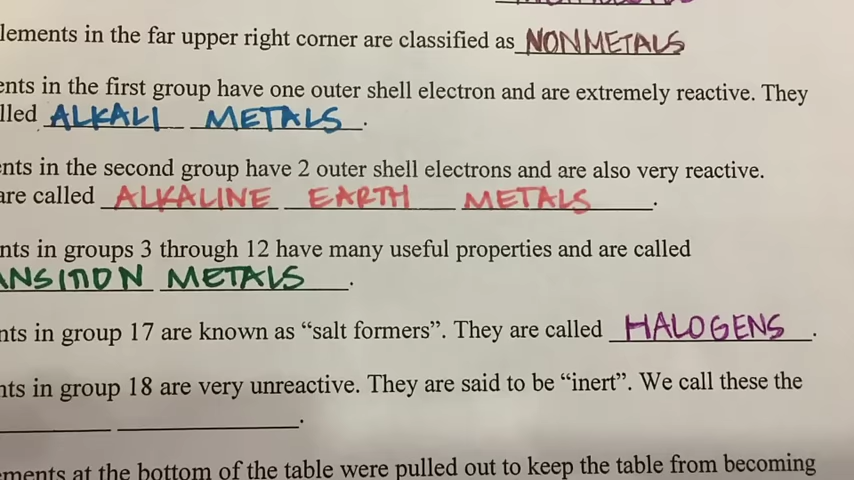 lements in the far upper right corner are classified as NONMETALS
ents in the first group have one outer shell electron and are extremely reactive. They
lled ALKALI METALS.
nts in the second group have 2 outer shell electrons and are also very reactive.
are called ALKALINE EARTH METALS.
nts in groups 3 through 12 have many useful properties and are called
ANSITION METALS.
nts in group 17 are known as “salt formers”. They are called HALOGENS.
nts in group 18 are very unreactive. They are said to be “inert”. We call these the
.
ements at the bottom of the table were pulled out to keep the table from becoming